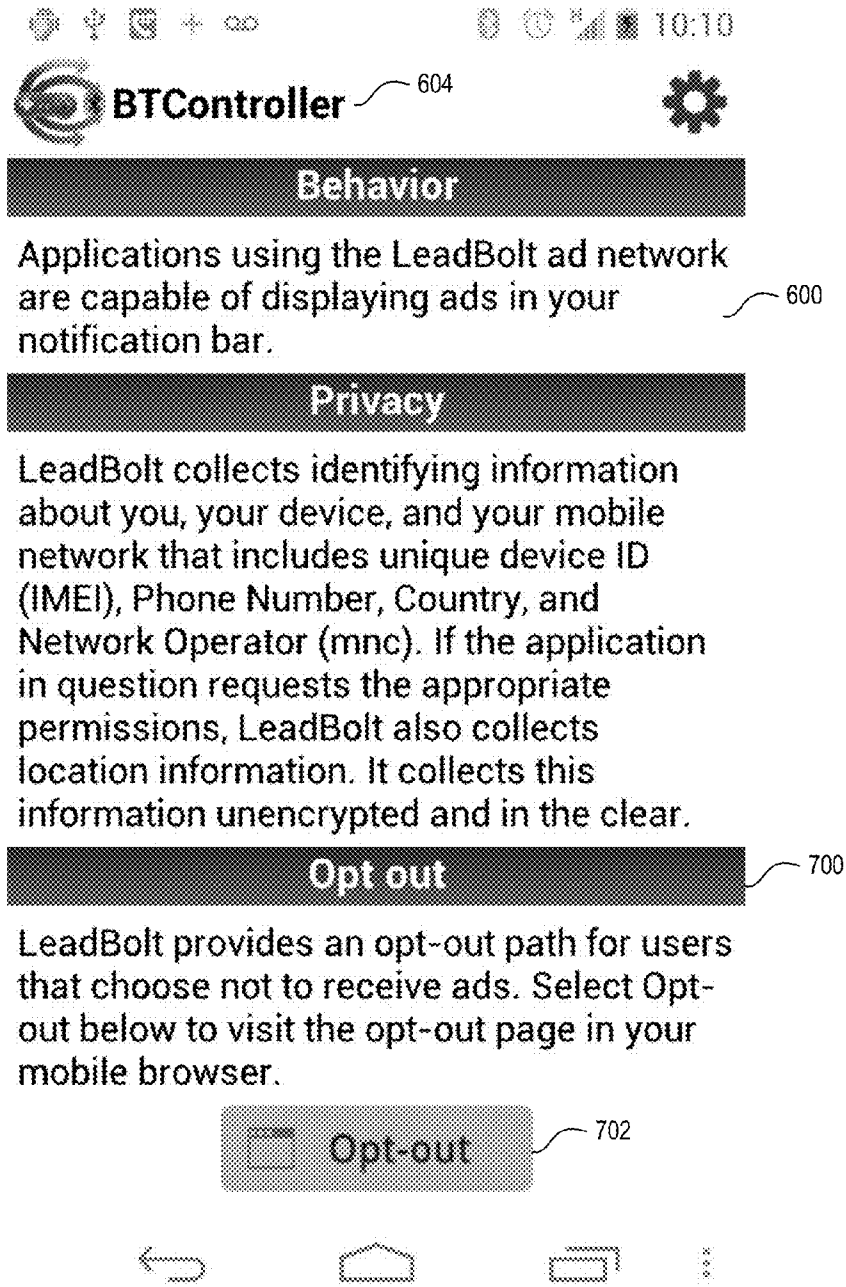 10:10
BTController 604
Behavior
Applications using the LeadBolt ad network
are capable of displaying ads in your
notification bar.
600
Privacy
LeadBolt collects identifying information
about you, your device, and your mobile
network that includes unique device ID
(IMEI), Phone Number, Country, and
Network Operator (mnc). If the application
in question requests the appropriate
permissions, LeadBolt also collects
location information. It collects this
information unencrypted and in the clear.
Opt out 700
LeadBolt provides an opt-out path for users
that choose not to receive ads. Select Opt-
out below to visit the opt-out page in your
mobile browser.
Opt-out 702